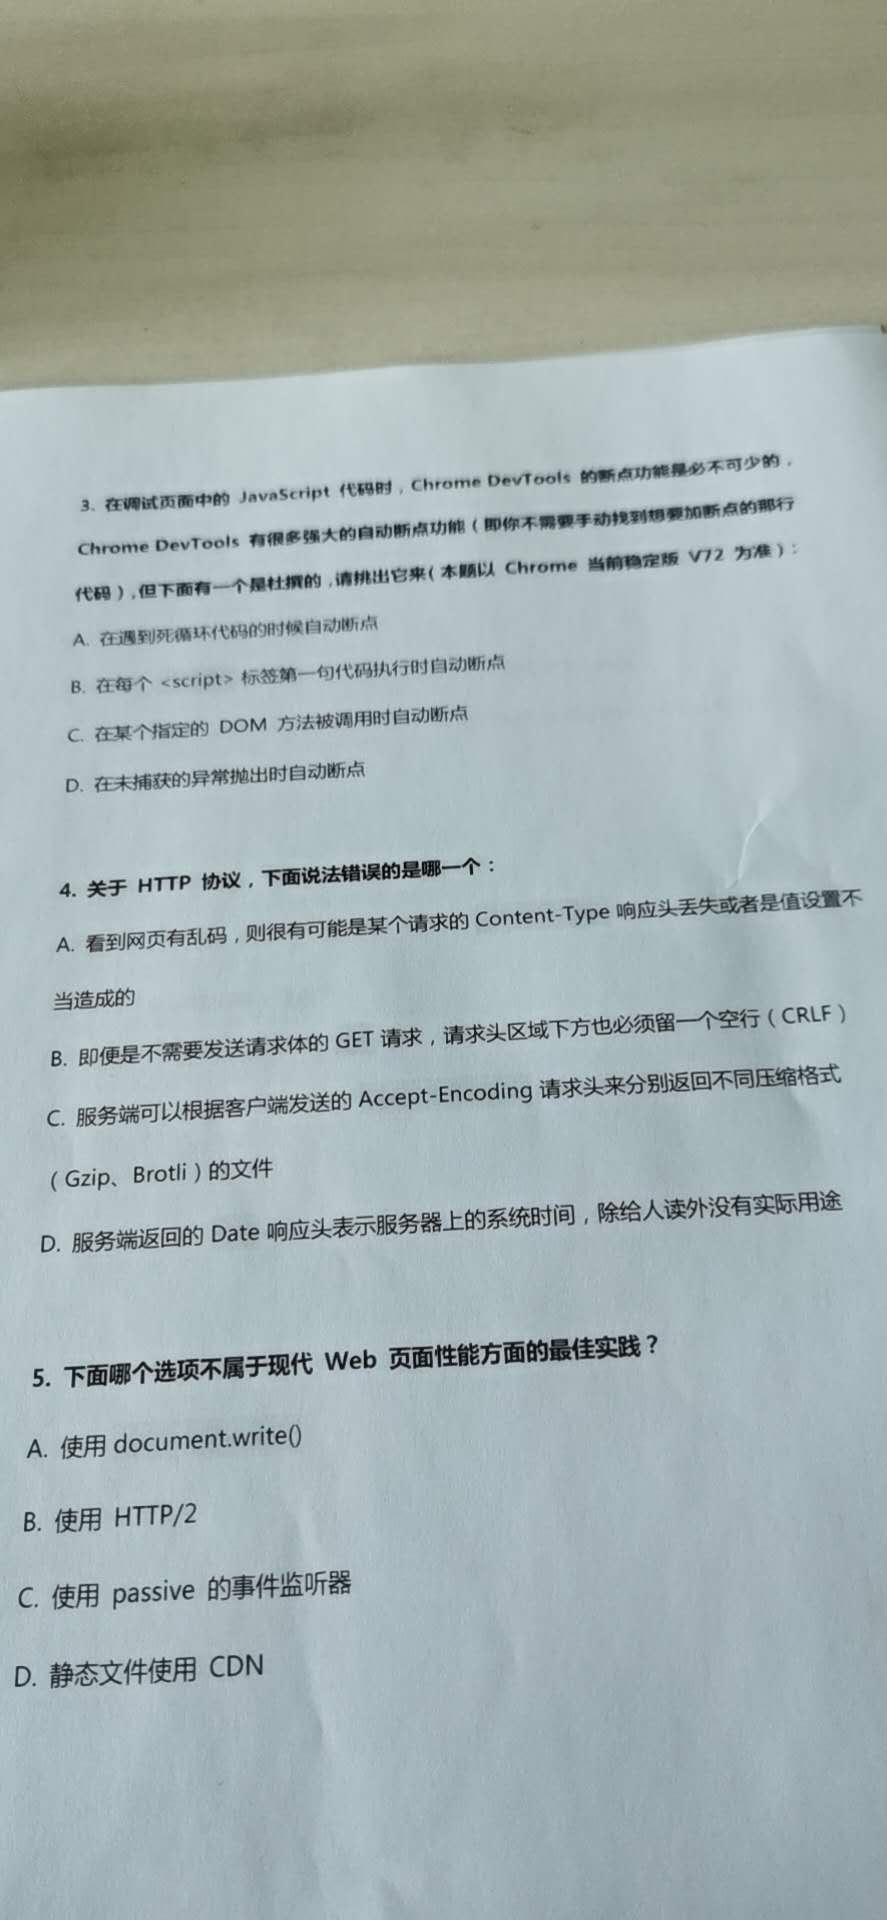 3. 在调试页面中的 JavaScript 代码时，Chrome DevTools 的断点功能是必不可少的，
Chrome DevTools 有很多强大的自动断点功能（即你不需要手动找到想要加断点的那行
代码）,但下面有一个是杜撰的 ,请挑出它来( 本题以 Chrome 当前稳定版 V72 为准 )：
A. 在遇到死循环代码的时候自动断点
B. 在每个 <script> 标签第一句代码执行时自动断点
C. 在某个指定的 DOM 方法被调用时自动断点
D. 在未捕获的异常抛出时自动断点
4. 关于 HTTP 协议，下面说法错误的是哪一个：
A. 看到网页有乱码，则很有可能是某个请求的 Content-Type 响应头丢失或者是值设置不
当造成的
B. 即便是不需要发送请求体的 GET 请求，请求头区域下方也必须留一个空行（CRLF）
C. 服务端可以根据客户端发送的 Accept-Encoding 请求头来分别返回不同压缩格式
（Gzip、Brotli）的文件
D. 服务端返回的 Date 响应头表示服务器上的系统时间，除给人读外没有实际用途
5. 下面哪个选项不属于现代 Web 页面性能方面的最佳实践？
A. 使用 document.write()
B. 使用 HTTP/2
C. 使用 passive 的事件监听器
D. 静态文件使用 CDN